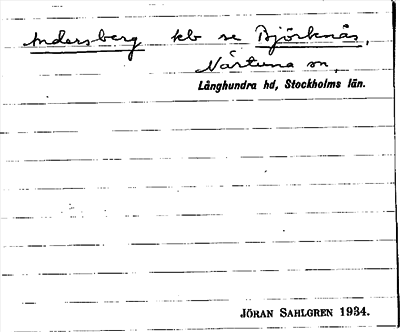 Andersberg kb se Björknäs,
Närtuna sn,
Långhundra hd, Stockholms län.
JÖRAN SAHLGREN 1934.